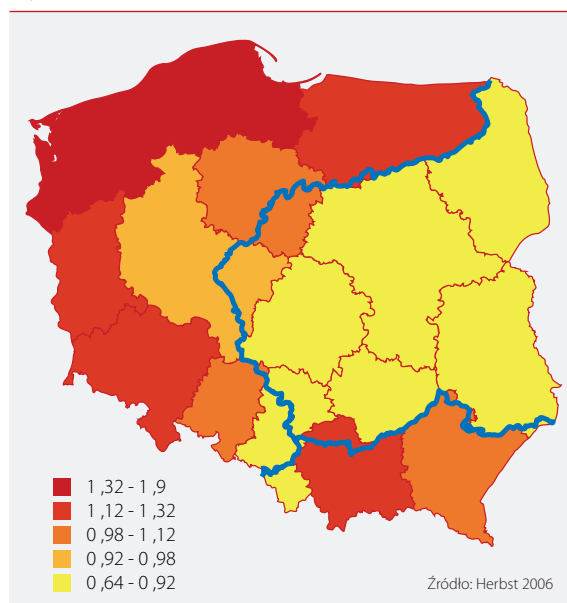 1 ,32 - 1 ,9
1 ,12 - 1 ,32
0 ,98 - 1 ,12
0 ,92 - 0 ,98
0 ,64 - 0 ,92
Źródło: Herbst 2006